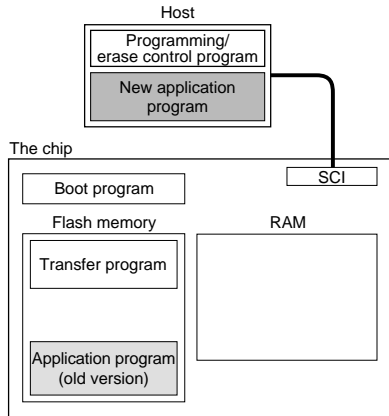 Host
Programming/
erase control program
New application
program
The chip
SCI
Boot program
Flash memory
RAM
Transfer program
Application program
(old version)